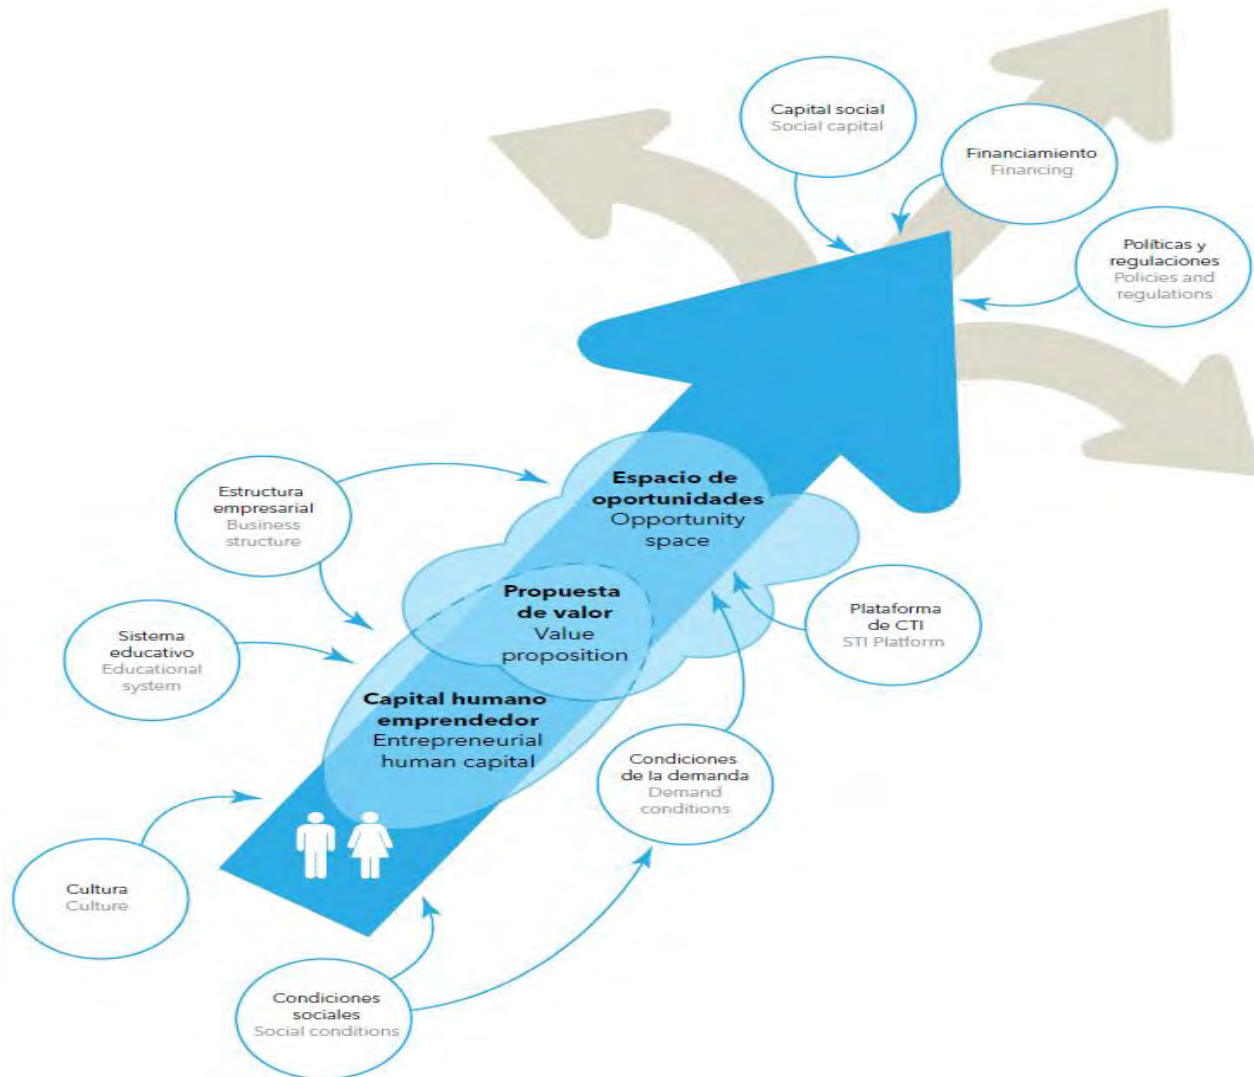 Capital social
Social capital
Financiamiento
Financing
Políticas y
regulaciones
Policies and
regulations
Espacio de
oportunidades
Opportunity
space
Estructura
empresarial
Business
structure
Propuesta
de valor
Value
proposition
Plataforma
de CTI
STI Platform
Sistema
educativo
Educational
system
Capital humano
emprendedor
Entrepreneurial
human capital
Condiciones
de la demanda
Demand
conditions
Cultura
Culture
Condiciones
sociales
Social conditions